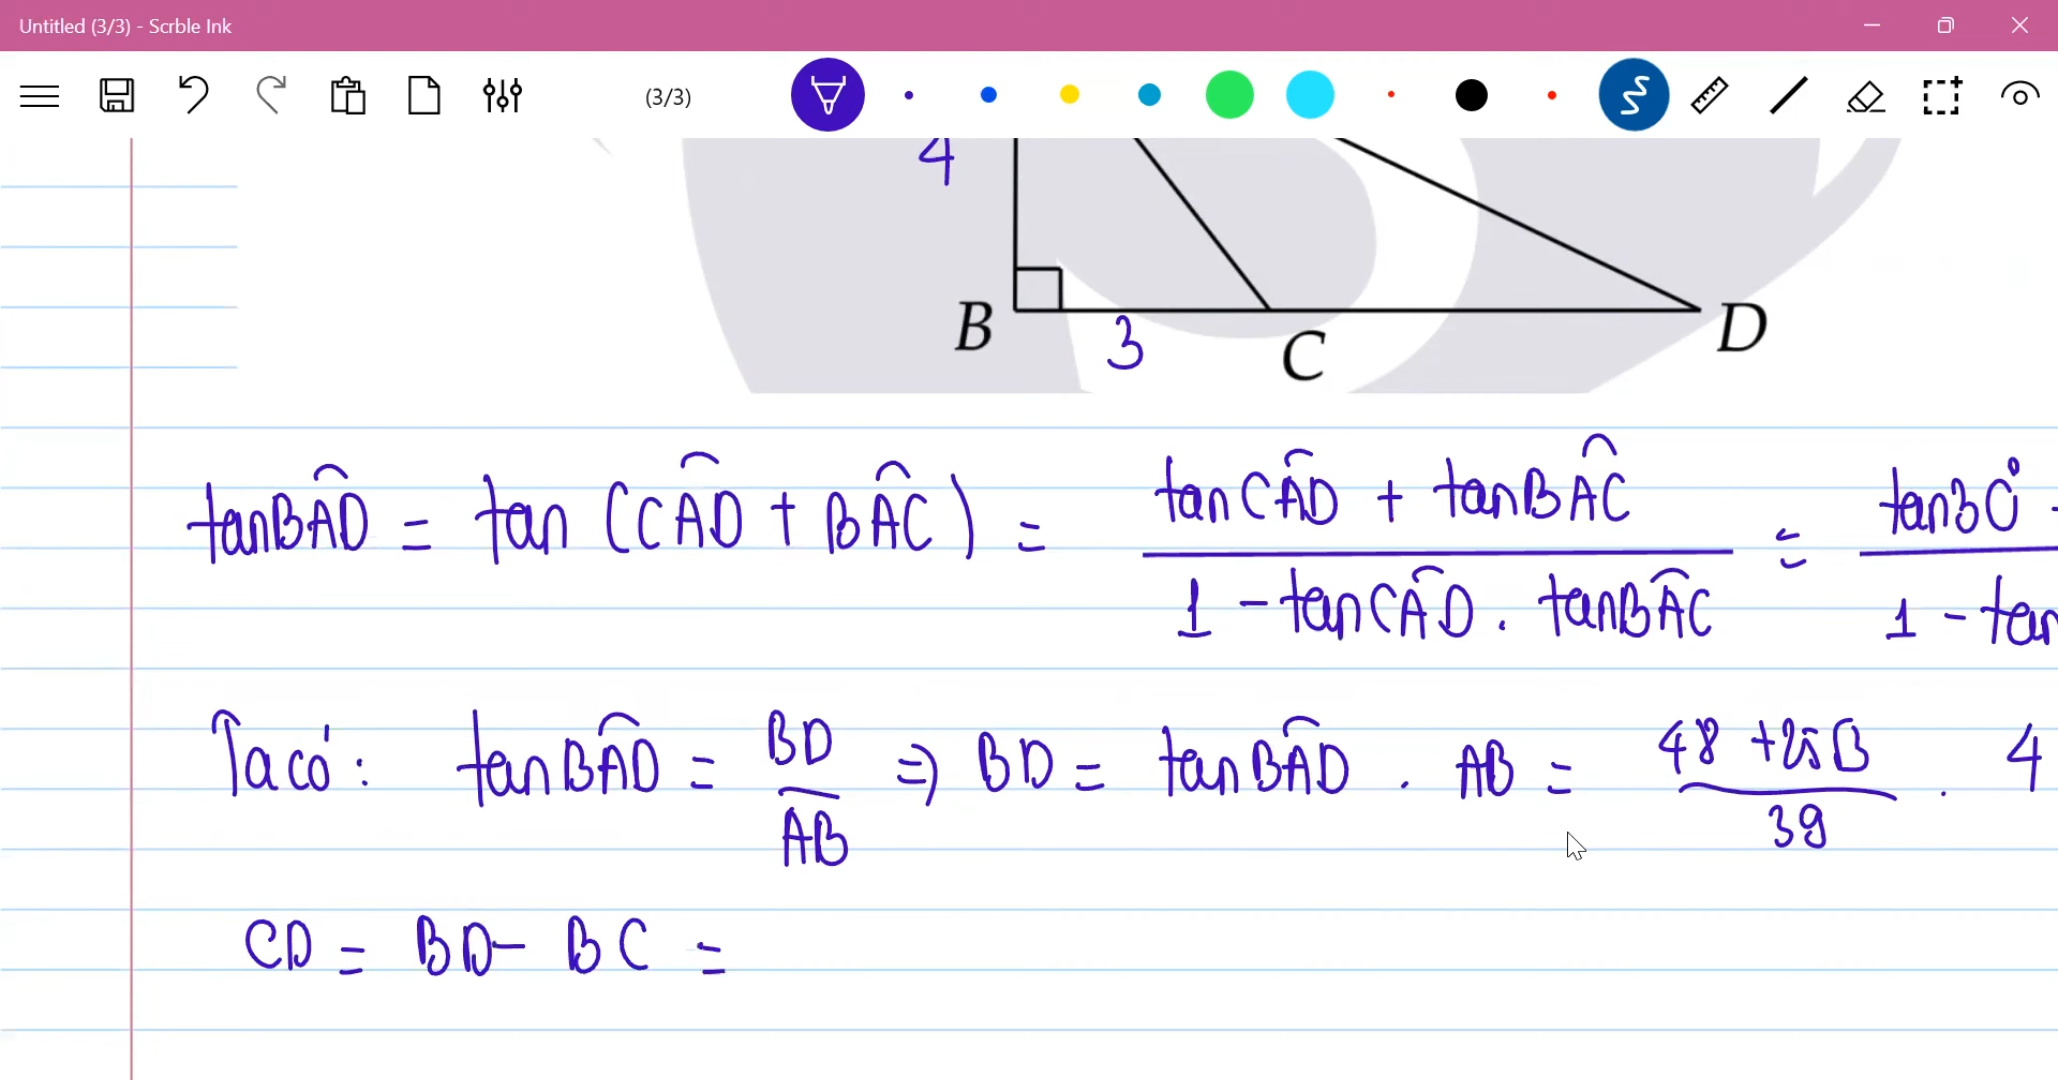 Untitled (3/3) - Scrble Ink
(3/3)
4
B 3 C D
tanBÂD = tan (CÂD + BÂC) = (tanCÂD + tanBÂC) / (1 - tanCÂD . tanBÂC) = tan30° / 1 - tan
Ta có: tanBÂD = BD/AB ⇒ BD = tanBÂD . AB = (48 + 25√3)/39 . 4
CD = BD - BC =